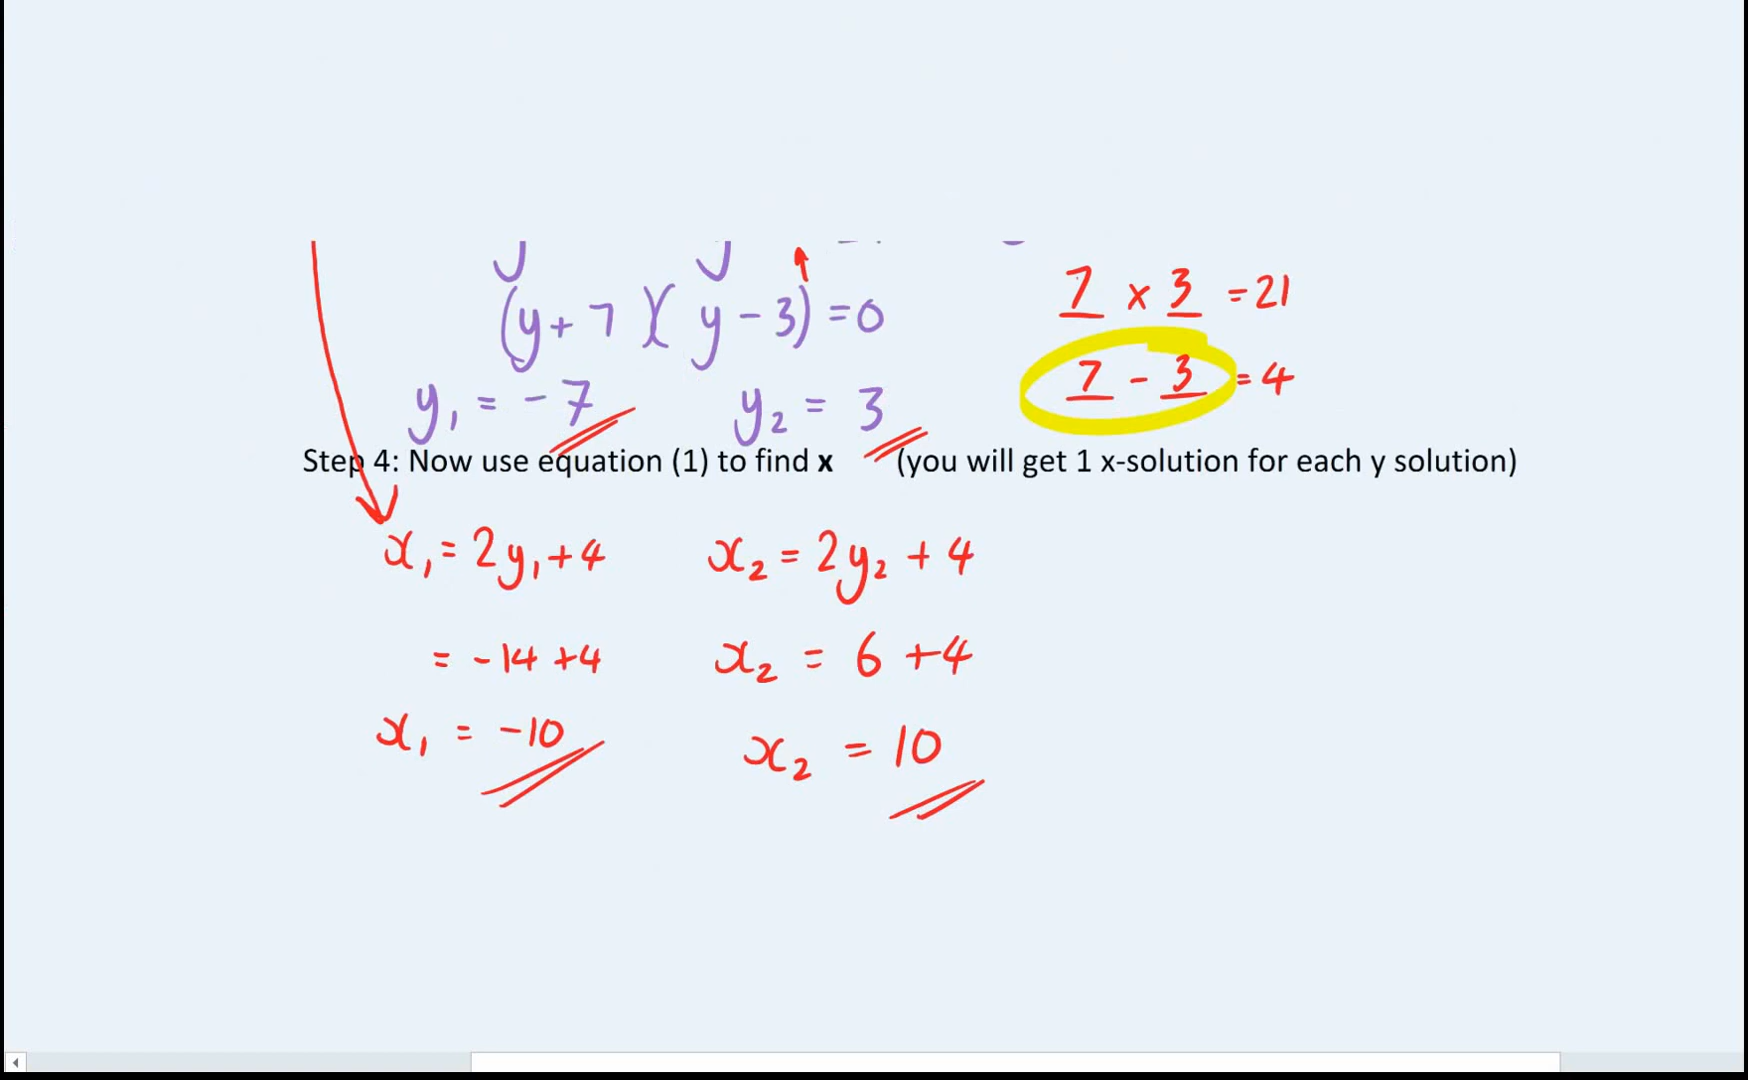 (y+7)(y-3)=0
7 x 3 = 21
7 - 3 = 4
y₁ = -7 y₂ = 3
Step 4: Now use equation (1) to find x (you will get 1 x-solution for each y solution)
x₁ = 2y₁ + 4 x₂ = 2y₂ + 4
= -14 + 4 x₂ = 6 + 4
x₁ = -10 x₂ = 10